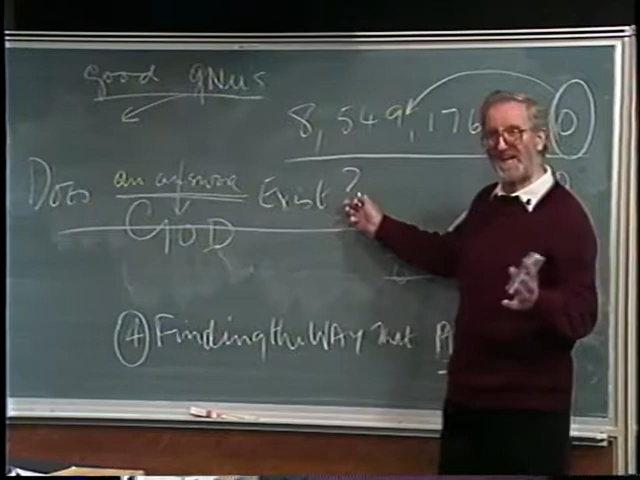 good gNus
8,549,176 0
Does an answer Exist ?
GOD
4 Finding the WAy that